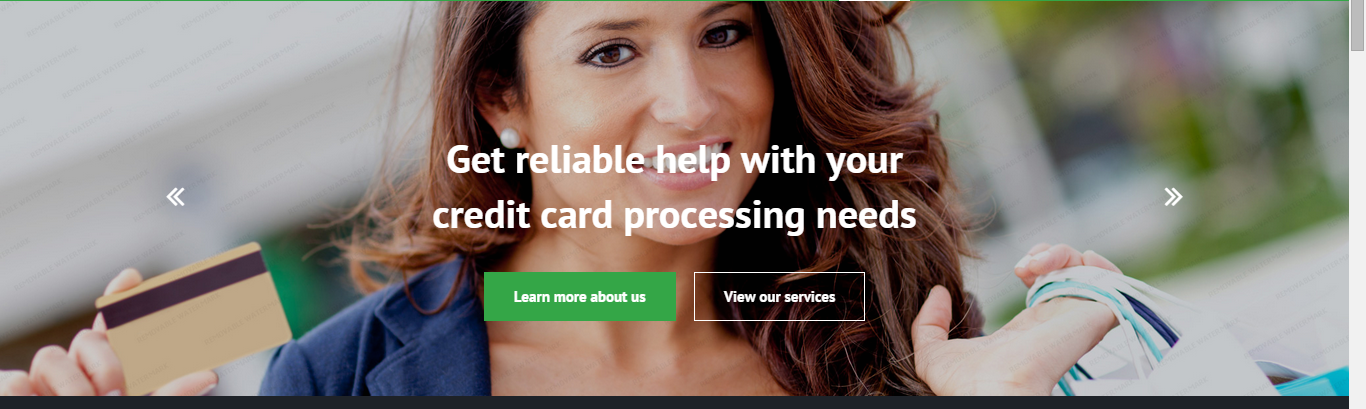 Get reliable help with your
credit card processing needs
Learn more about us
View our services